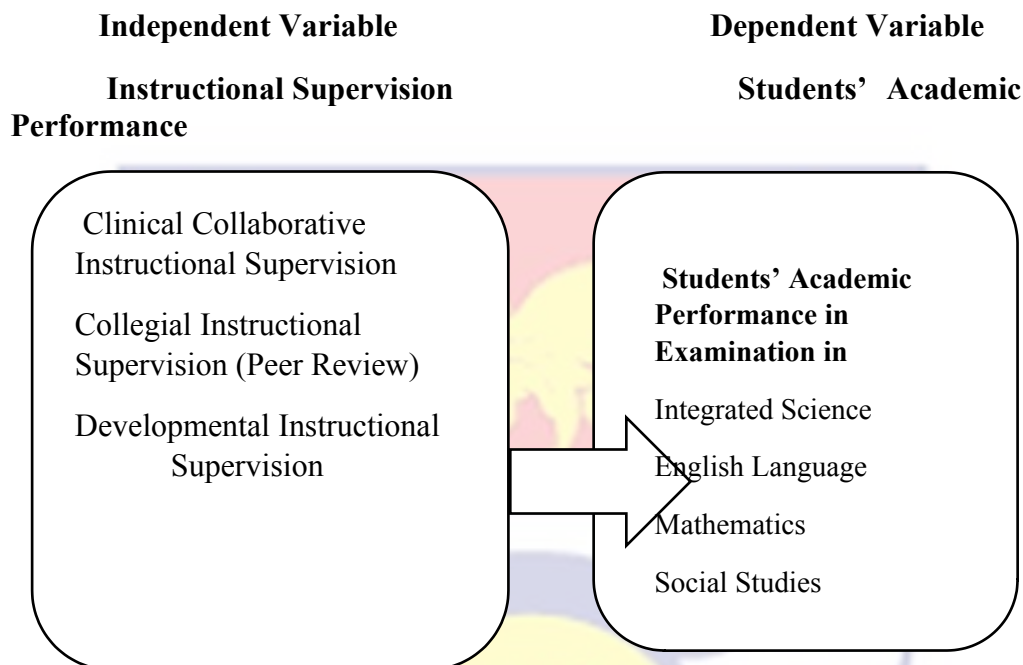 Independent Variable
Dependent Variable
Instructional Supervision
Students’ Academic
Performance
Clinical Collaborative
Instructional Supervision
Collegial Instructional
Supervision (Peer Review)
Developmental Instructional
Supervision
Students’ Academic
Performance in
Examination in
Integrated Science
English Language
Mathematics
Social Studies